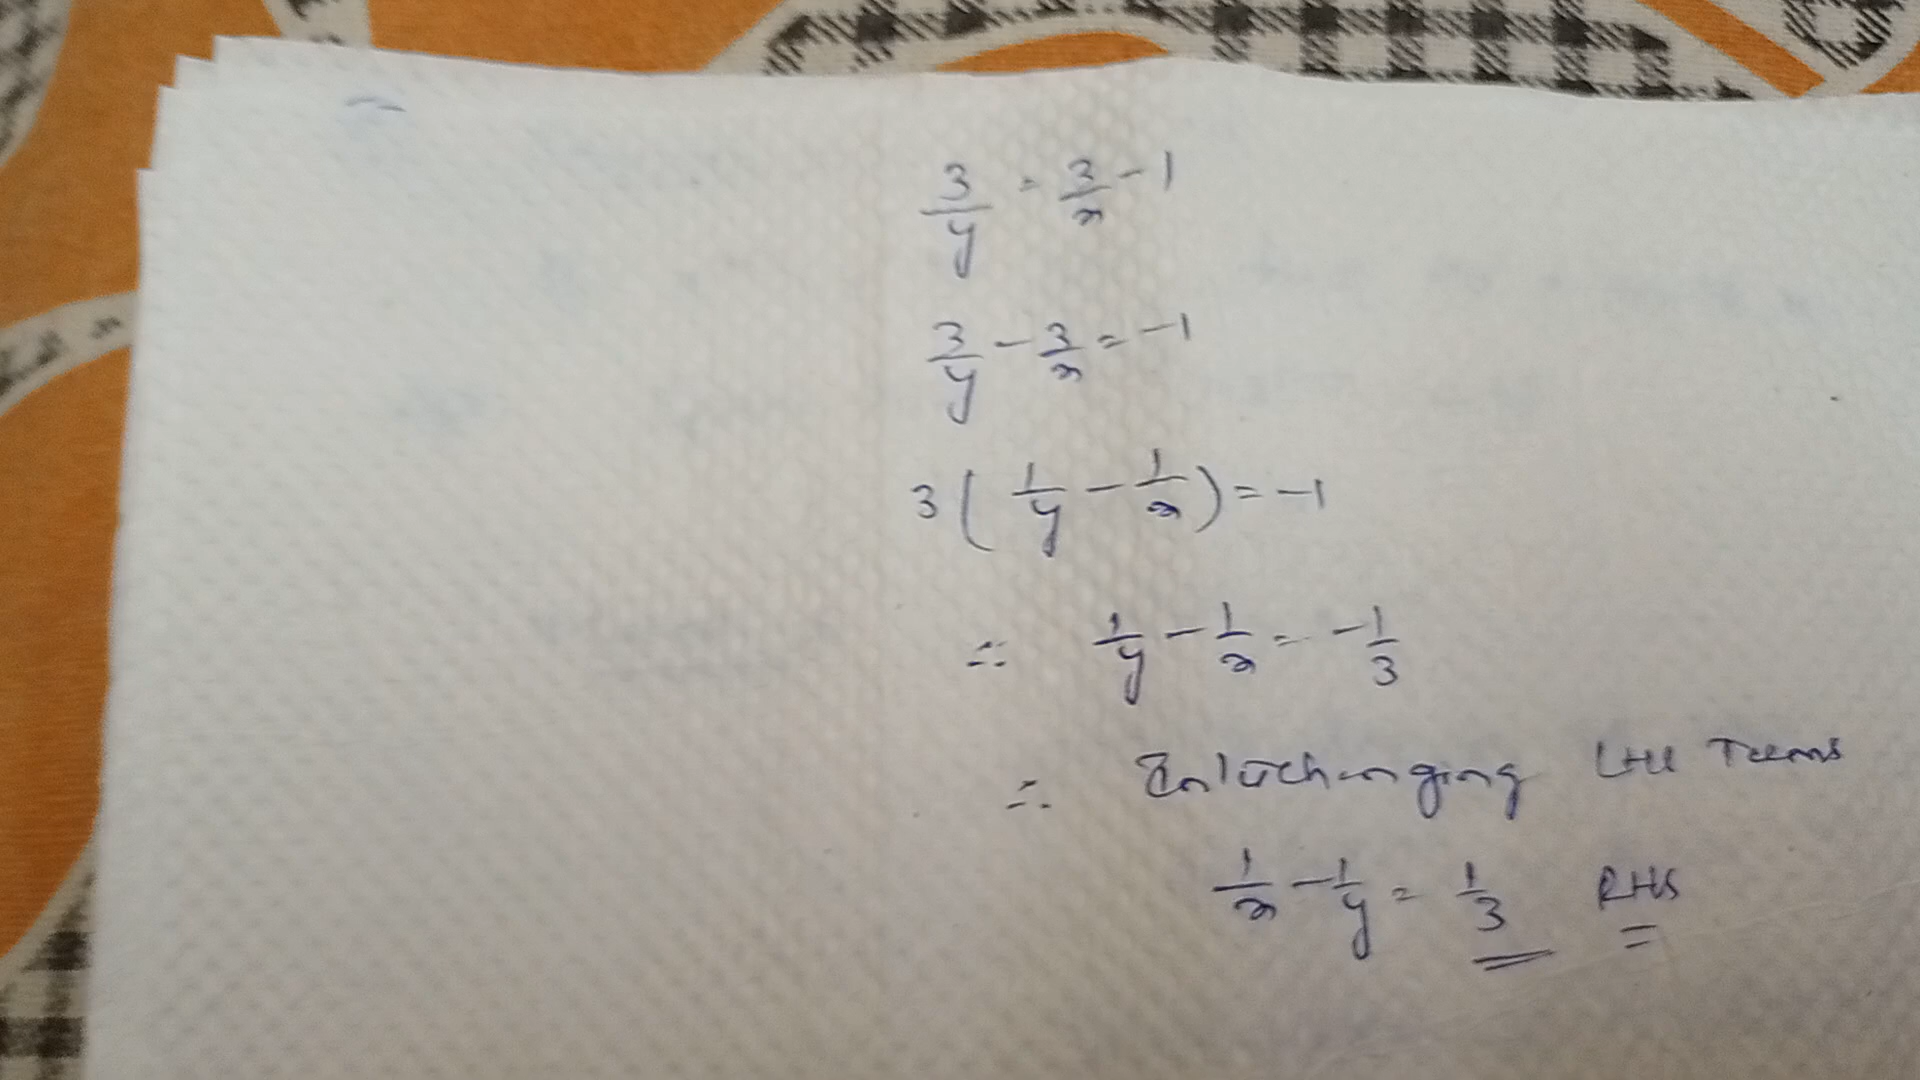 3/y = 3/x - 1
3/y - 3/x = -1
3(1/y - 1/x) = -1
∴ 1/y - 1/x = -1/3
∴ Interchanging LHS Terms
1/x - 1/y = 1/3 RHS